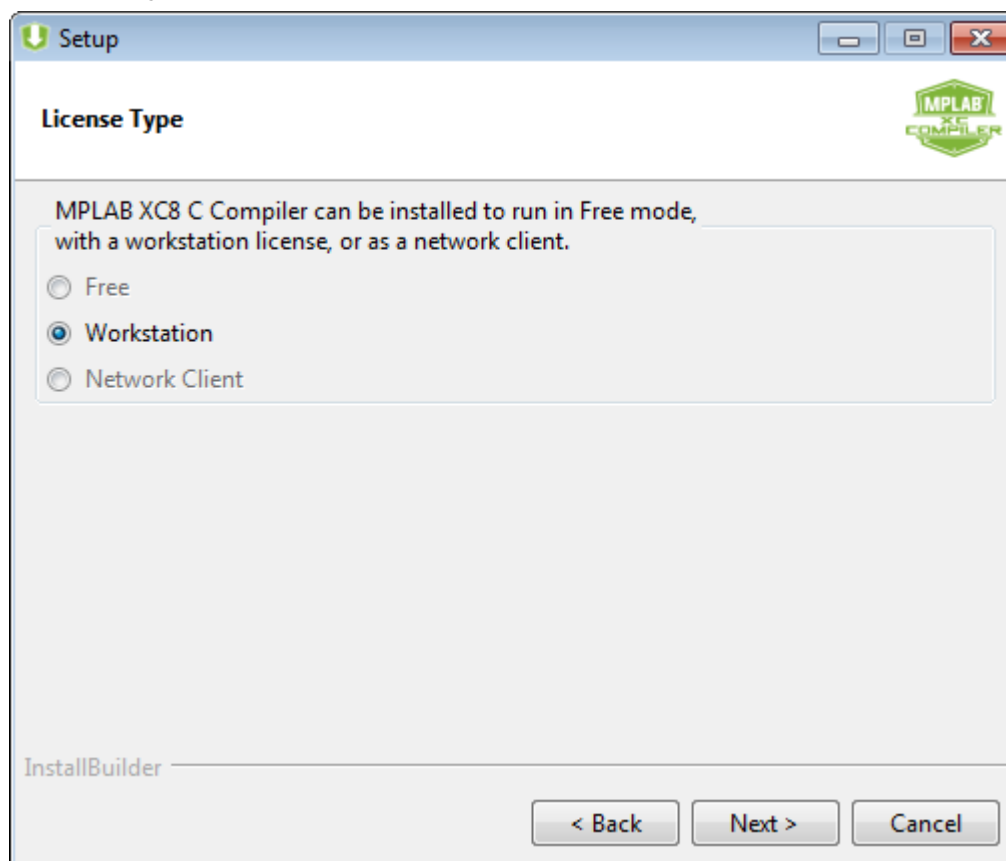 Setup
License Type
MPLAB
XC
COMPILER
MPLAB XC8 C Compiler can be installed to run in Free mode,
with a workstation license, or as a network client.
Free
Workstation
Network Client
InstallBuilder
< Back Next > Cancel